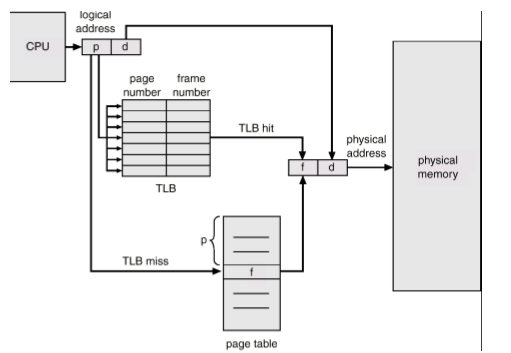 logical
address
CPU
p d
page
number
frame
number
TLB hit
TLB
physical
address
f d
physical
memory
p
TLB miss
f
page table